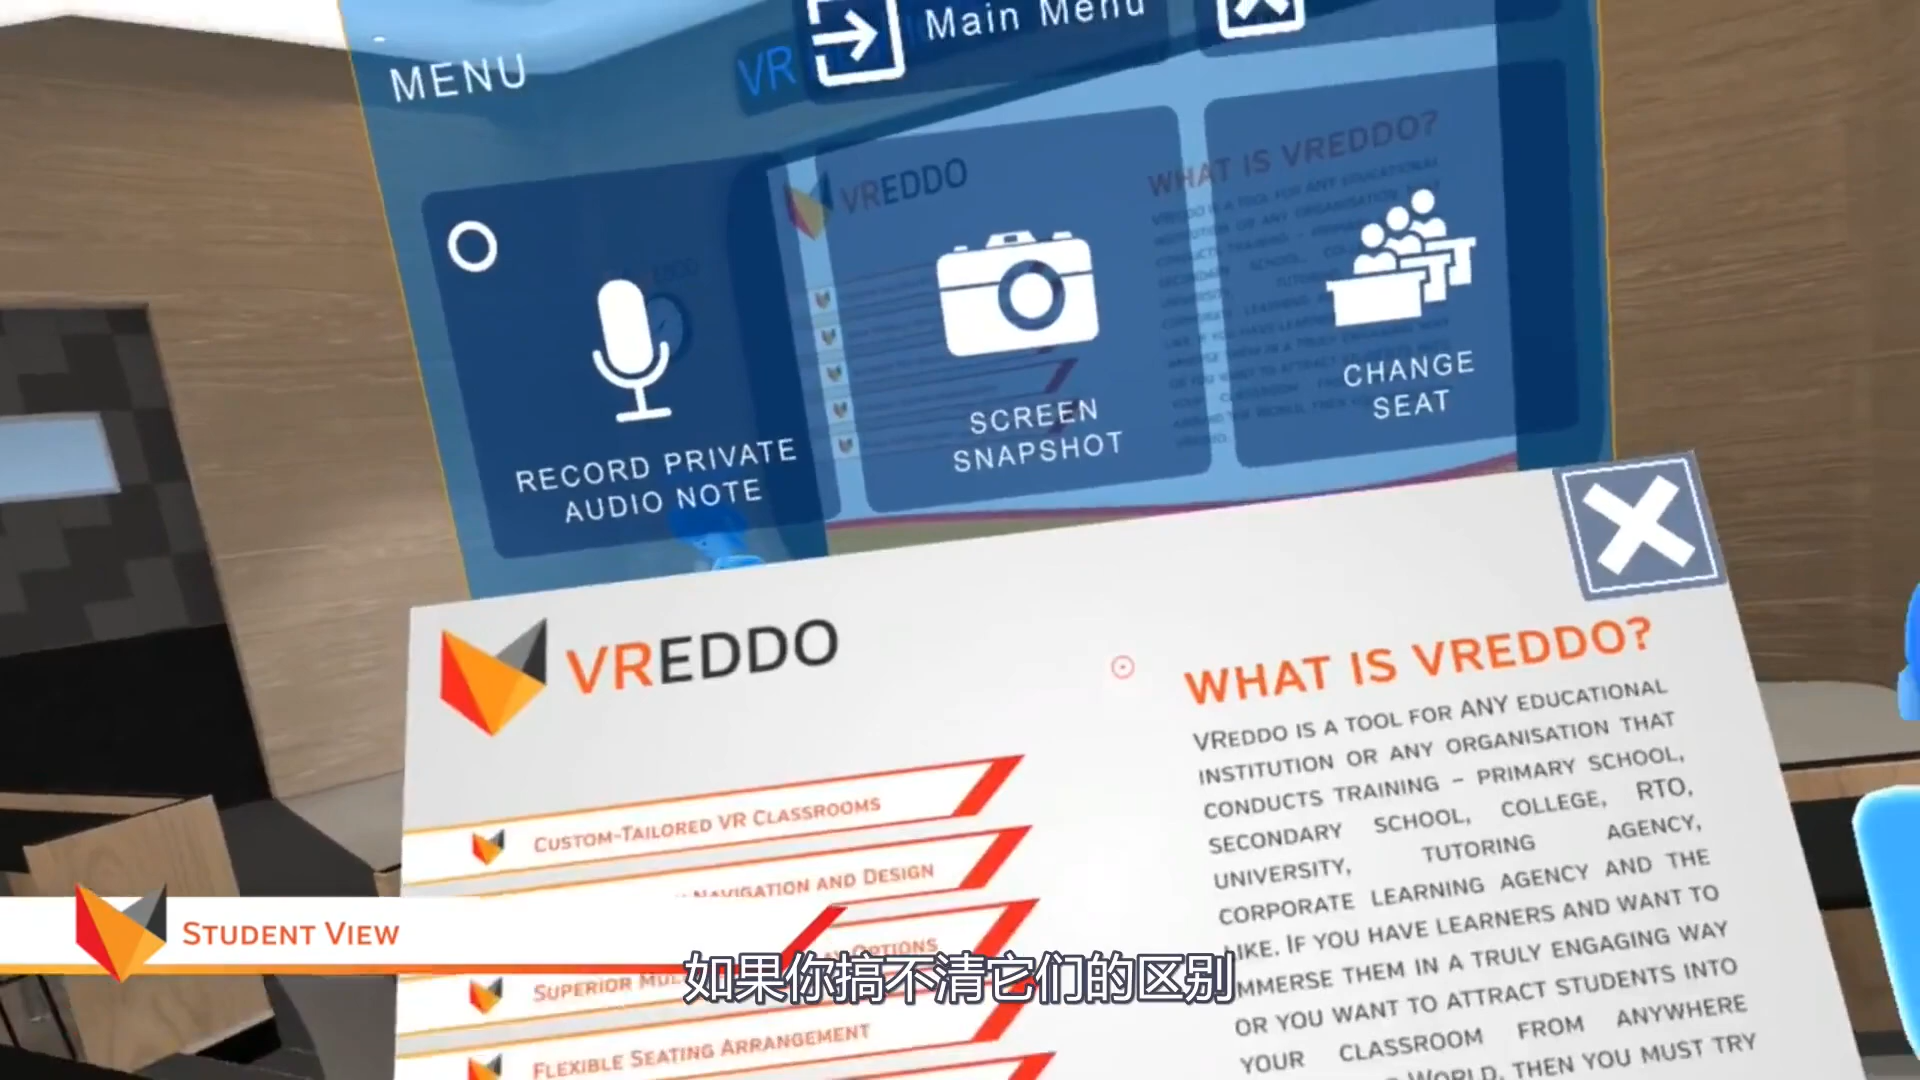 Main Menu
MENU
VR
VREDDO
WHAT IS VREDDO?
RECORD PRIVATE
AUDIO NOTE
SCREEN
SNAPSHOT
CHANGE
SEAT
VREDDO
CUSTOM-TAILORED VR CLASSROOMS
NAVIGATION AND DESIGN
OPTIONS
SUPERIOR
FLEXIBLE SEATING ARRANGEMENT
WHAT IS VREDDO?
VREDDO IS A TOOL FOR ANY EDUCATIONAL
INSTITUTION OR ANY ORGANISATION THAT
CONDUCTS TRAINING – PRIMARY SCHOOL,
SECONDARY SCHOOL, COLLEGE, RTO,
UNIVERSITY, TUTORING AGENCY,
CORPORATE LEARNING AGENCY AND THE
LIKE. IF YOU HAVE LEARNERS AND WANT TO
IMMERSE THEM IN A TRULY ENGAGING WAY
OR YOU WANT TO ATTRACT STUDENTS INTO
YOUR CLASSROOM FROM ANYWHERE
WORLD, THEN YOU MUST TRY
STUDENT VIEW
如果你搞不清它们的区别